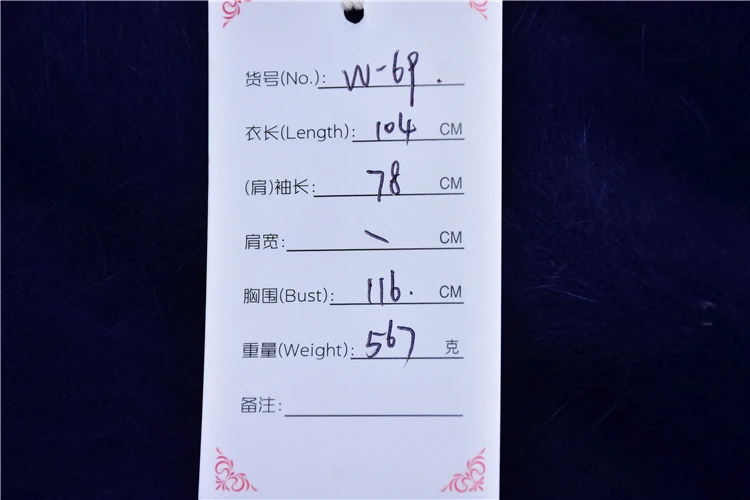 货号(No.): W-69.
衣长(Length): 104 CM
(肩)袖长: 78 CM
肩宽: \ CM
胸围(Bust): 116. CM
重量(Weight): 567 克
备注: